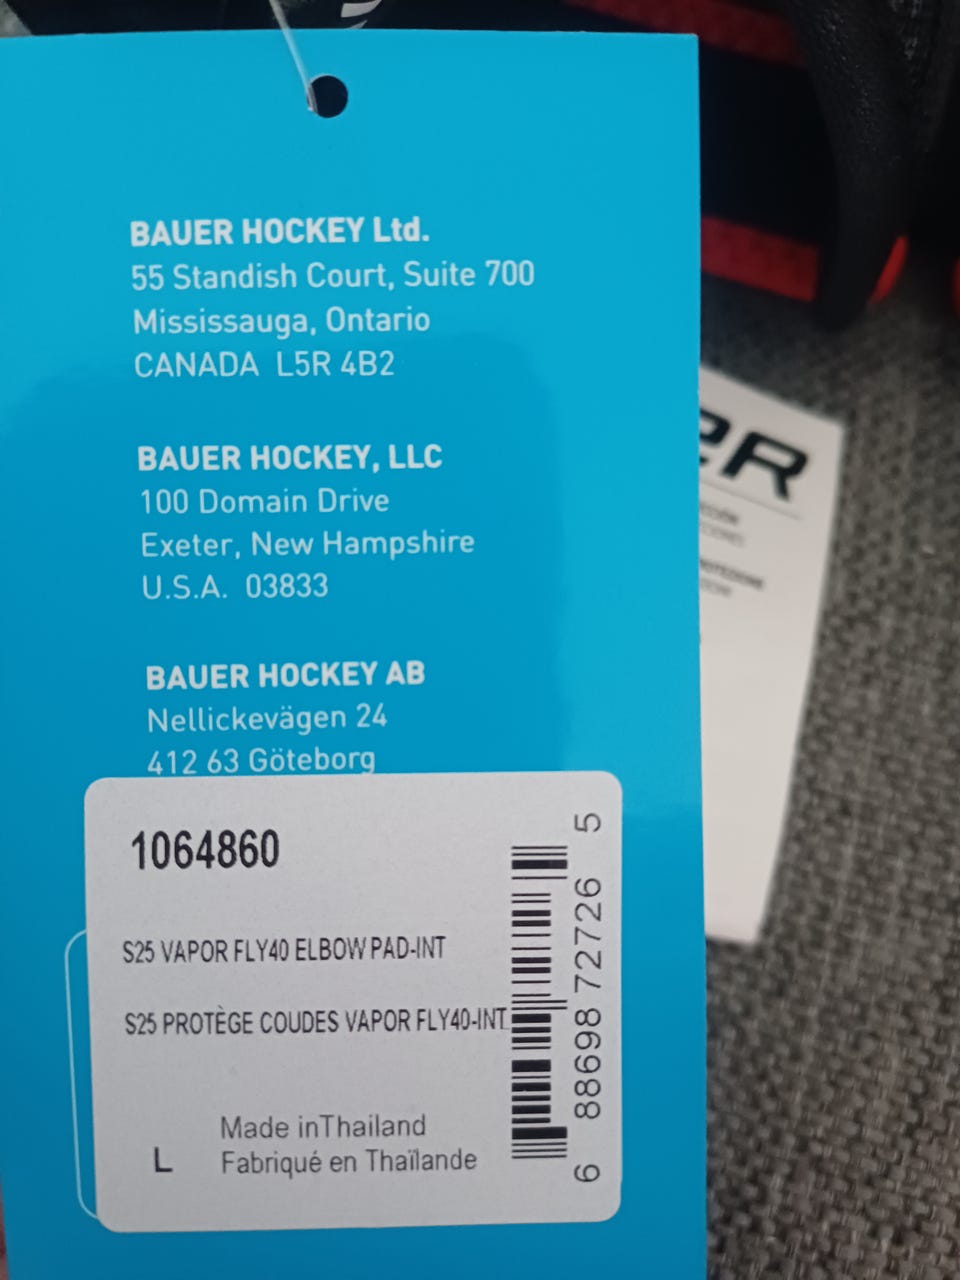 BAUER HOCKEY Ltd.
55 Standish Court, Suite 700
Mississauga, Ontario
CANADA L5R 4B2
BAUER HOCKEY, LLC
100 Domain Drive
Exeter, New Hampshire
U.S.A. 03833
BAUER HOCKEY AB
Nellickevägen 24
412 63 Göteborg
1064860
S25 VAPOR FLY40 ELBOW PAD-INT
S25 PROTÈGE COUDES VAPOR FLY40-INT
L
Made inThailand
Fabriqué en Thaïlande
6 88698 72726 5
ER